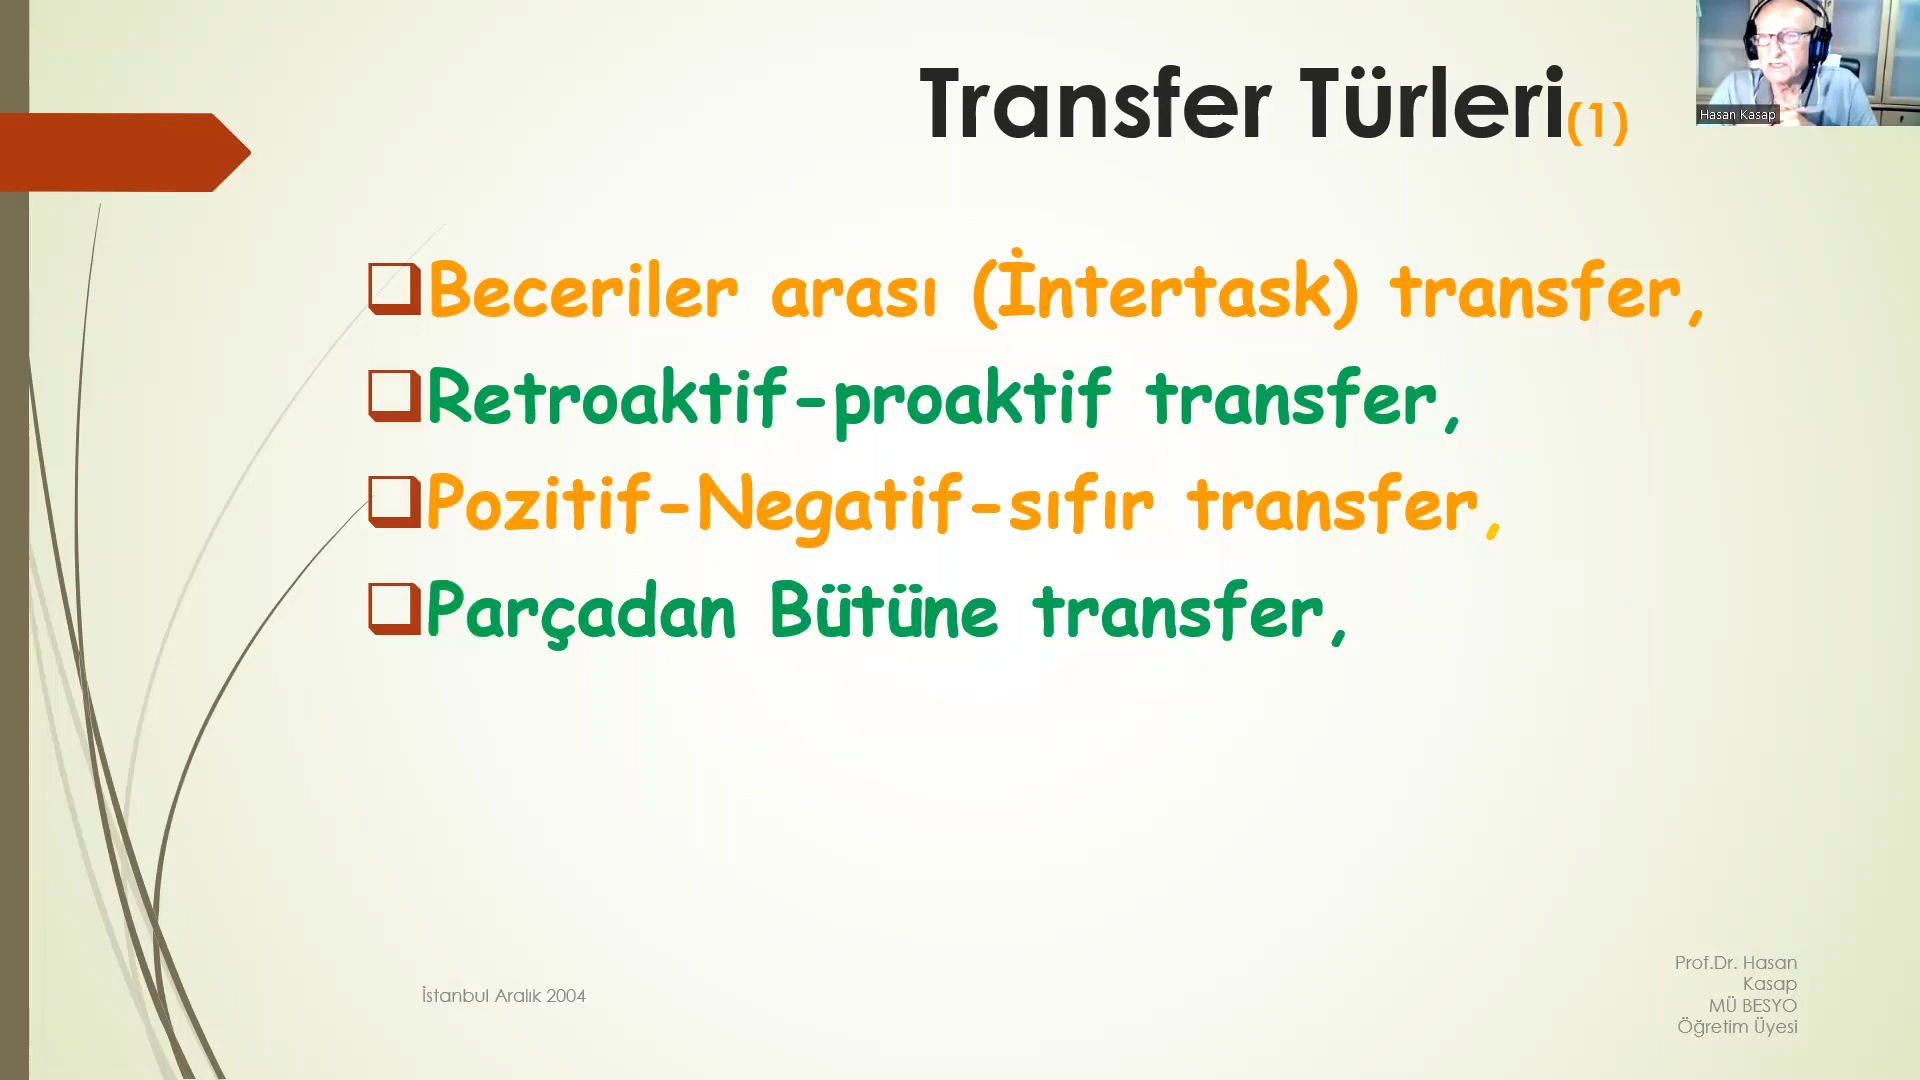 Transfer Türleri(1)
Hasan Kasap
Beceriler arası (İntertask) transfer,
Retroaktif-proaktif transfer,
Pozitif-Negatif-sıfır transfer,
Parçadan Bütüne transfer,
İstanbul Aralık 2004
Prof.Dr. Hasan
Kasap
MÜ BESYO
Öğretim Üyesi